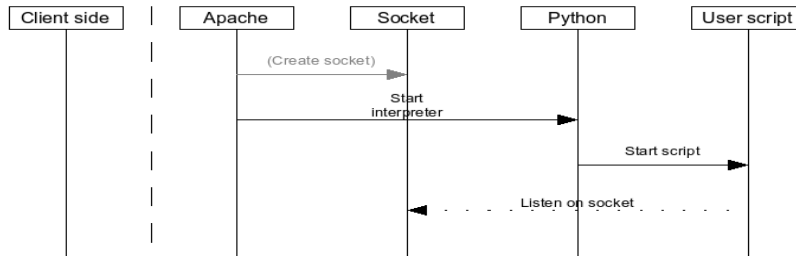 Client side
Apache
Socket
Python
User script
(Create socket)
Start
interpreter
Start script
Listen on socket